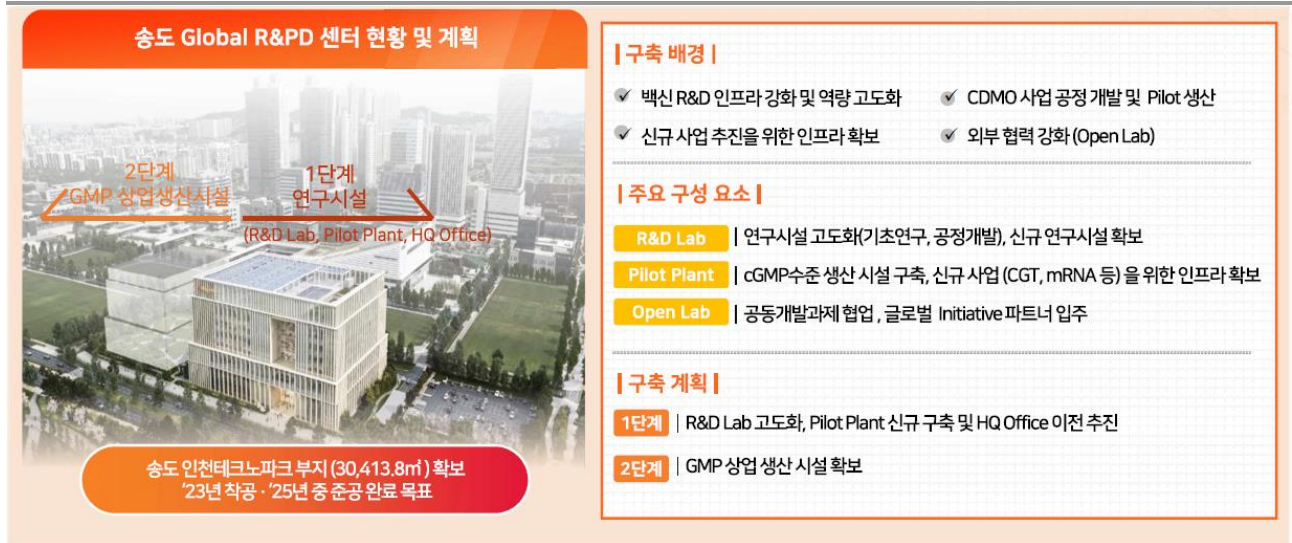 송도 Global R&PD 센터 현황 및 계획
2단계
GMP 상업생산시설
1단계
연구시설
(R&D Lab, Pilot Plant, HQ Office)
송도 인천테크노파크 부지 (30,413.8㎡) 확보
'23년 착공 · '25년 중 준공 완료 목표
구축 배경
백신 R&D 인프라 강화 및 역량 고도화
CDMO 사업 공정 개발 및 Pilot 생산
신규 사업 추진을 위한 인프라 확보
외부 협력 강화 (Open Lab)
주요 구성 요소
R&D Lab | 연구시설 고도화(기초연구, 공정개발), 신규 연구시설 확보
Pilot Plant | cGMP수준 생산 시설 구축, 신규 사업 (CGT, mRNA 등) 을 위한 인프라 확보
Open Lab | 공동개발과제 협업 , 글로벌 Initiative 파트너 입주
구축 계획
1단계 | R&D Lab 고도화, Pilot Plant 신규 구축 및 HQ Office 이전 추진
2단계 | GMP 상업 생산 시설 확보